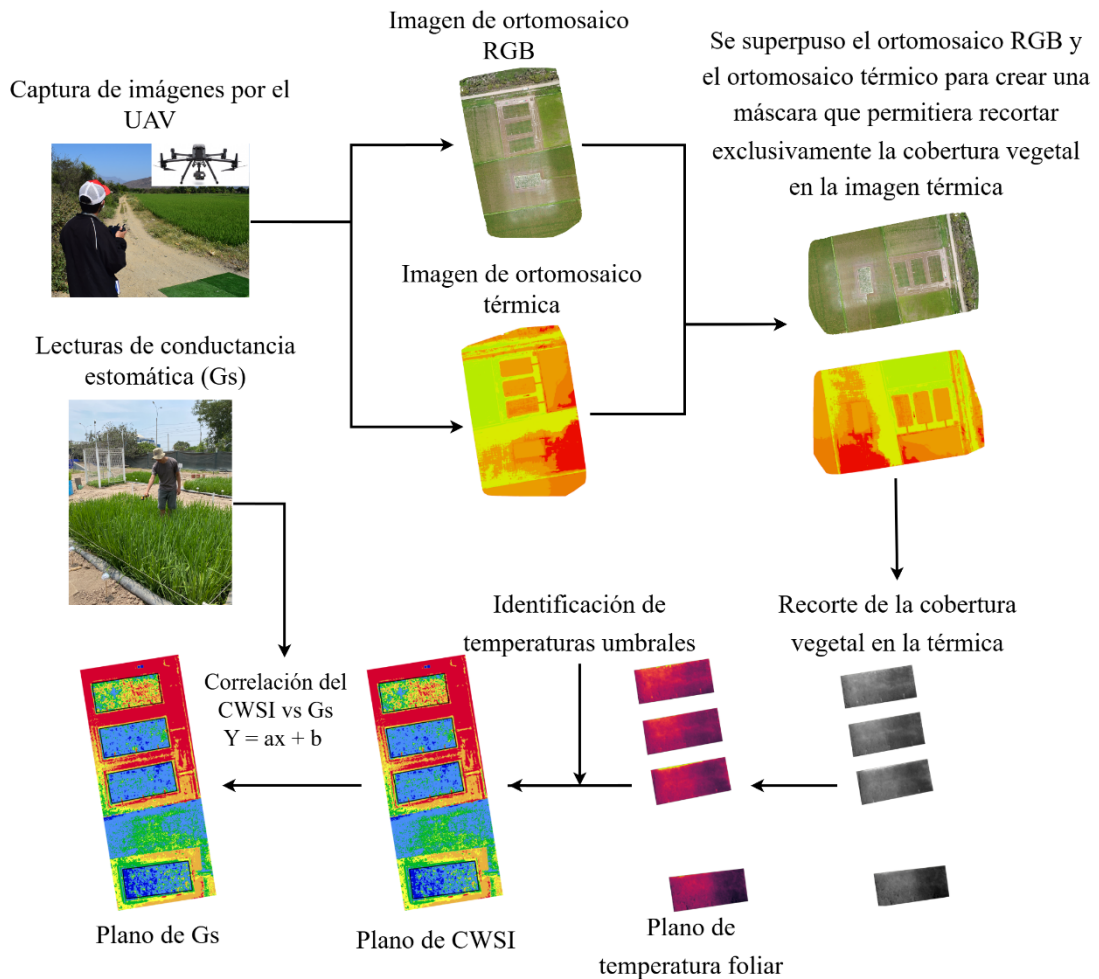 Captura de imágenes por el
UAV
Imagen de ortomosaico
RGB
Se superpuso el ortomosaico RGB y
el ortomosaico térmico para crear una
máscara que permitiera recortar
exclusivamente la cobertura vegetal
en la imagen térmica
Imagen de ortomosaico
térmica
Lecturas de conductancia
estomática (Gs)
Recorte de la cobertura
vegetal en la térmica
Identificación de
temperaturas umbrales
Correlación del
CWSI vs Gs
Y = ax + b
Plano de
temperatura foliar
Plano de CWSI
Plano de Gs